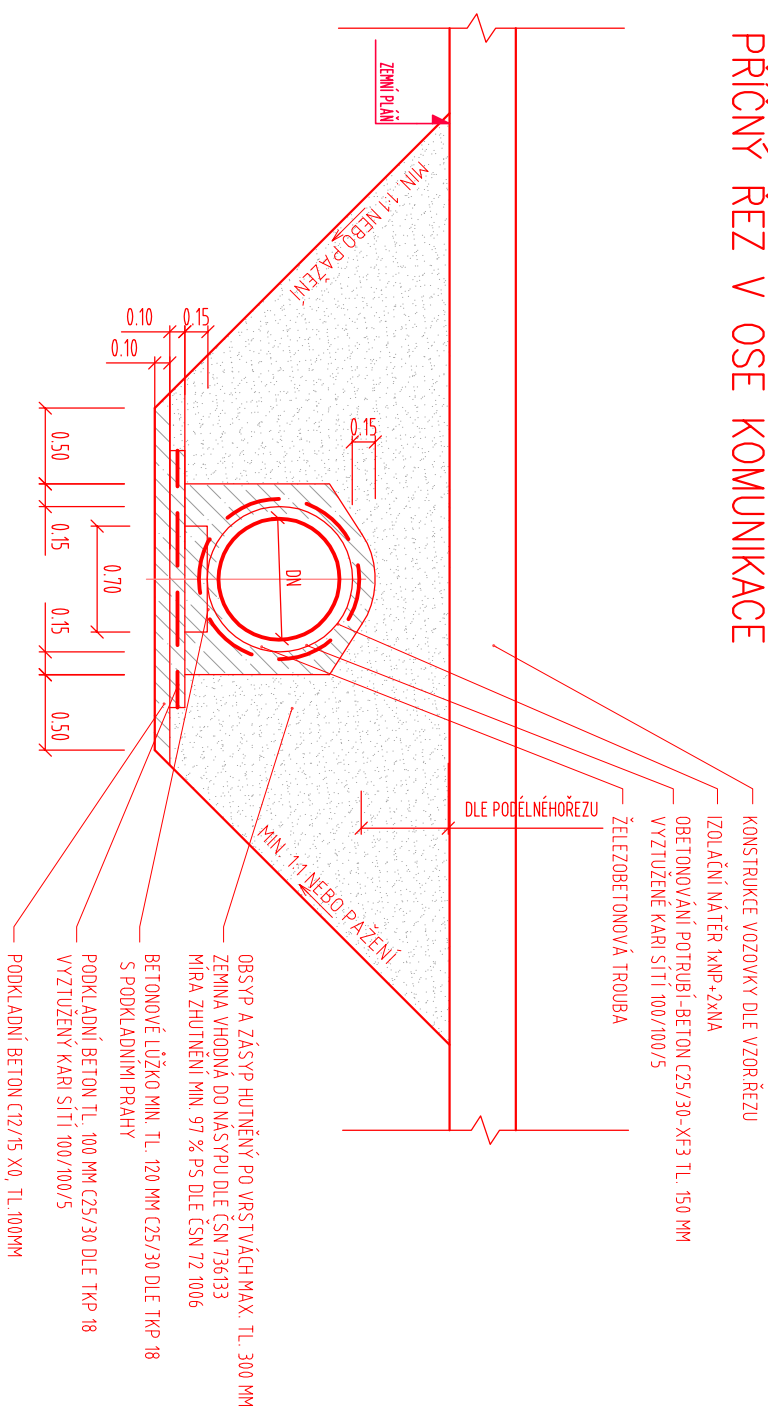 PŘÍČNÝ ŘEZ V OSE KOMUNIKACE
KONSTRUKCE VOZOVKY DLE VZOR.ŘEZU
IZOLAČNÍ NÁTĚR 1xNP+2xNA
OBETONOVÁNÍ POTRUBÍ-BETON C25/30-XF3 TL. 150 MM
VYZTUŽENÉ KARI SÍTÍ 100/100/5
ŽELEZOBETONOVÁ TROUBA
ZEMNÍ PLÁŇ
DLE PODÉLNÉHOŘEZU
MIN. 1:1 NEBO PAŽENÍ
MIN. 1:1 NEBO PAŽENÍ
0.15
DN
0.15
0.10
0.10
0.50
0.15
0.70
0.15
0.50
OBSYP A ZÁSYP HUTNĚNÝ PO VRSTVÁCH MAX. TL. 300 MM
ZEMINA VHODNÁ DO NÁSYPU DLE ČSN 736133
MÍRA ZHUTNĚNÍ MIN. 97 % PS DLE ČSN 72 1006
BETONOVÉ LŮŽKO MIN. TL. 120 MM C25/30 DLE TKP 18
S PODKLADNÍMI PRAHY
PODKLADNÍ BETON TL. 100 MM C25/30 DLE TKP 18
VYZTUŽENÝ KARI SÍTÍ 100/100/5
PODKLADNÍ BETON C12/15 X0, TL.100MM